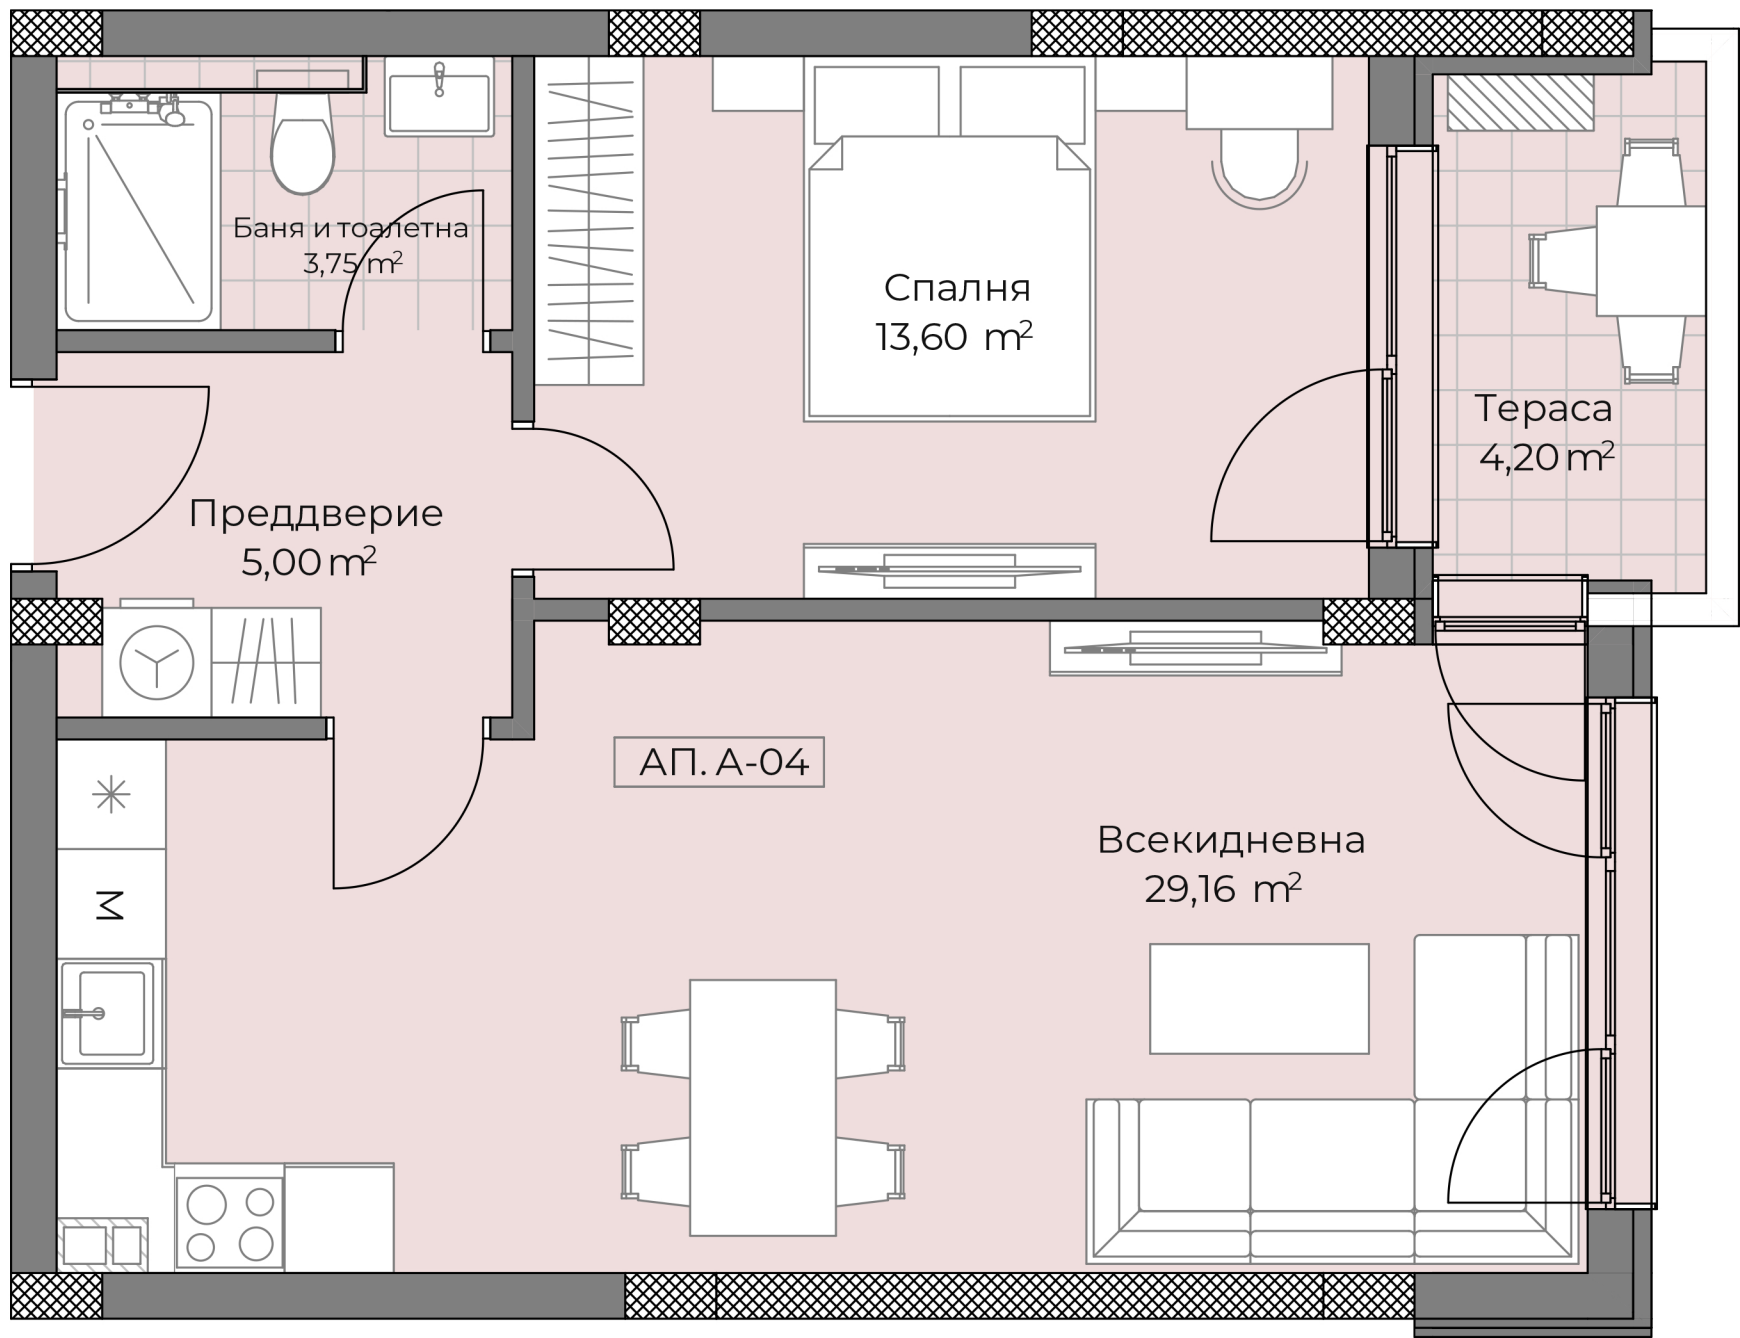 Баня и тоалетна
3,75 m²
Спалня
13,60 m²
Тераса
4,20 m²
Преддверие
5,00 m²
АП. А-04
Всекидневна
29,16 m²
М